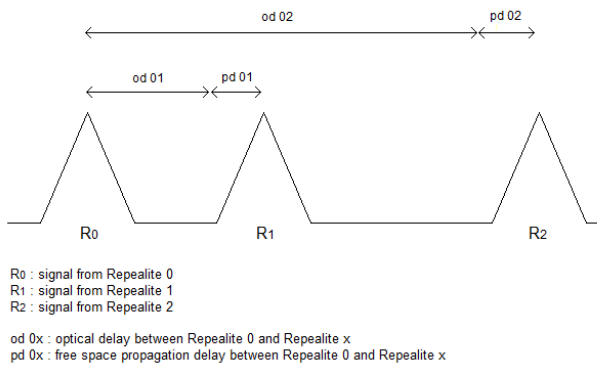 od 02 pd 02
od 01 pd 01
R0 R1 R2
R0 : signal from Repealite 0
R1 : signal from Repealite 1
R2 : signal from Repealite 2
od 0x : optical delay between Repealite 0 and Repealite x
pd 0x : free space propagation delay between Repealite 0 and Repealite x